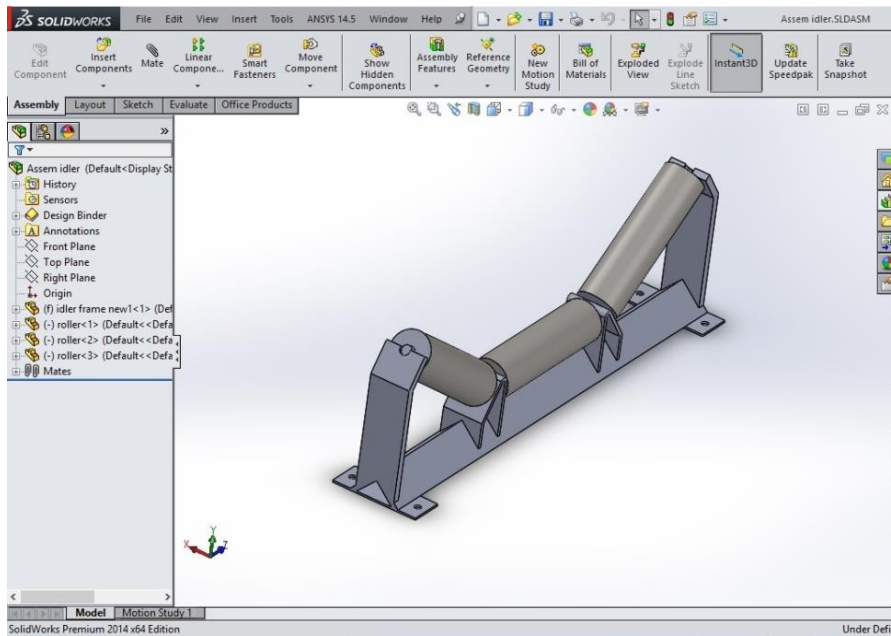 SOLIDWORKS File Edit View Insert Tools ANSYS 14.5 Window Help Assem idler.SLDASM
Edit Component
Insert Components
Mate
Linear Compone...
Smart Fasteners
Move Component
Show Hidden Components
Assembly Features
Reference Geometry
New Motion Study
Bill of Materials
Exploded View
Explode Line Sketch
Instant3D
Update Speedpak
Take Snapshot
Assembly Layout Sketch Evaluate Office Products
Assem idler (Default<Display St
History
Sensors
Design Binder
Annotations
Front Plane
Top Plane
Right Plane
Origin
(f) idler frame new1<1> (Def
(-) roller<1> (Default<<Defa
(-) roller<2> (Default<<Defa
(-) roller<3> (Default<<Defa
Mates
Y
X Z
Model Motion Study 1
SolidWorks Premium 2014 x64 Edition Under Defi